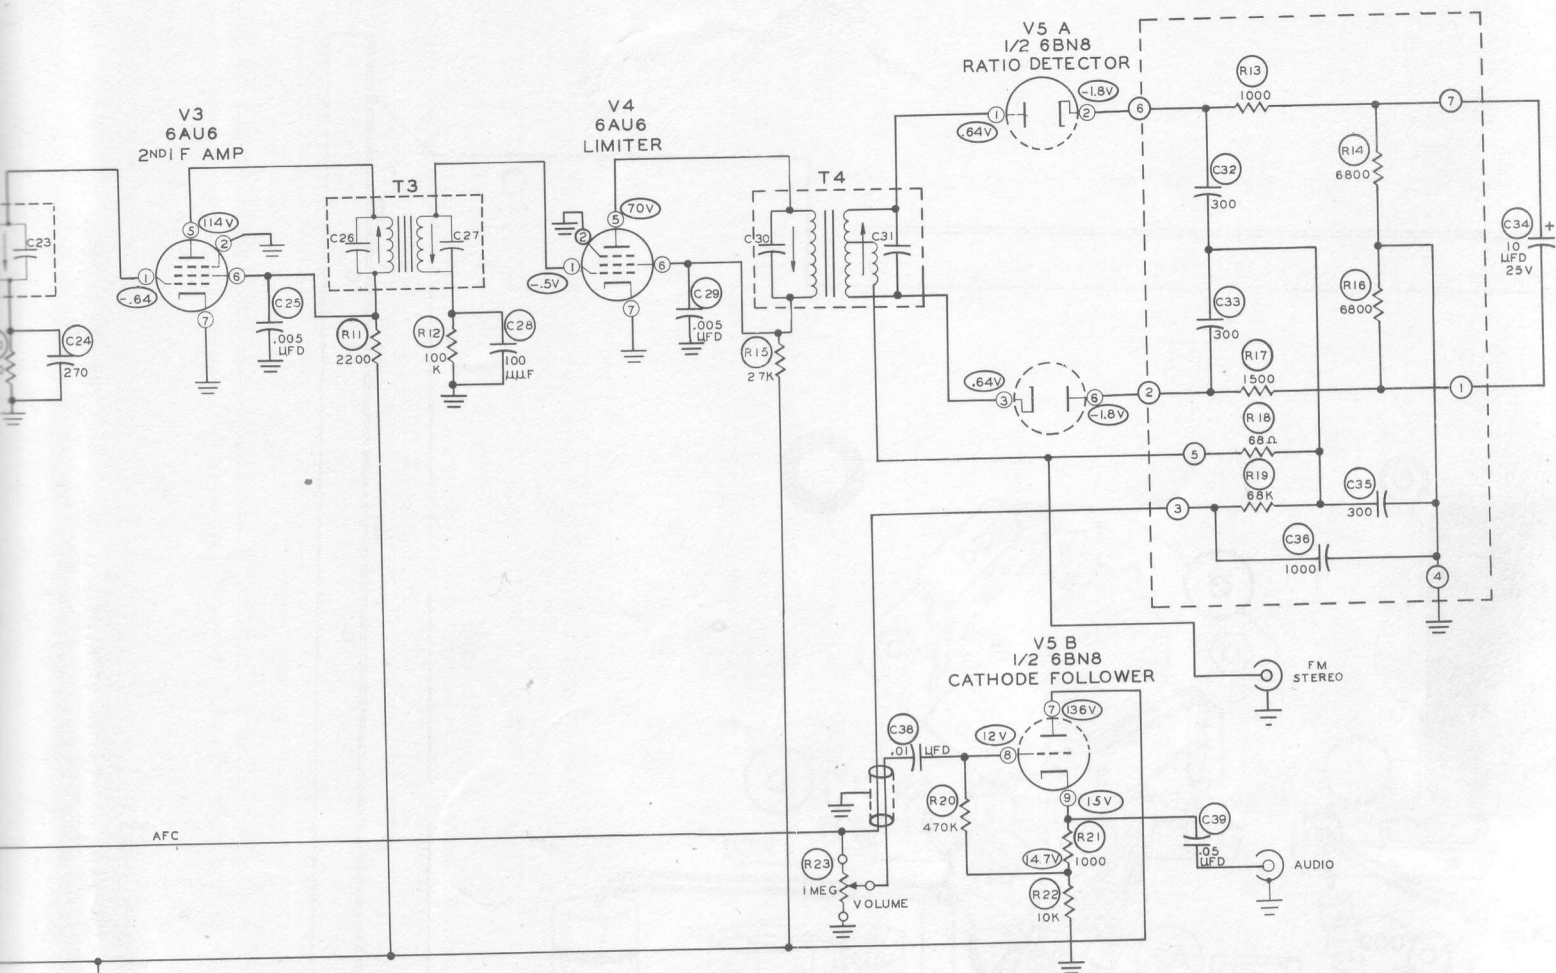 V5 A
1/2 6BN8
RATIO DETECTOR
V3
6AU6
2ND IF AMP
V4
6AU6
LIMITER
1
.64V
-1.8V
2
6
R13
1000
7
C32
300
R14
6800
C34
+
10
µFD
25V
C33
300
R16
6800
R17
1500
R18
68Ω
R19
68K
C35
300
C36
1000
.64V
3
6
-1.8V
2
1
5
3
4
T3
T4
5
114V
2
1
-.64
6
7
C23
C24
270
C25
.005
µFD
C26
C27
R11
2200
R12
100
K
C28
100
µµF
5
70V
2
1
-.5V
6
7
C29
.005
µFD
R15
27K
C30
C31
V5 B
1/2 6BN8
CATHODE FOLLOWER
7
136V
12V
8
C38
.01 µFD
R20
470K
9
15V
R21
1000
14.7V
R22
10K
C39
.05
µFD
AUDIO
FM
STEREO
AFC
R23
1 MEG
VOLUME